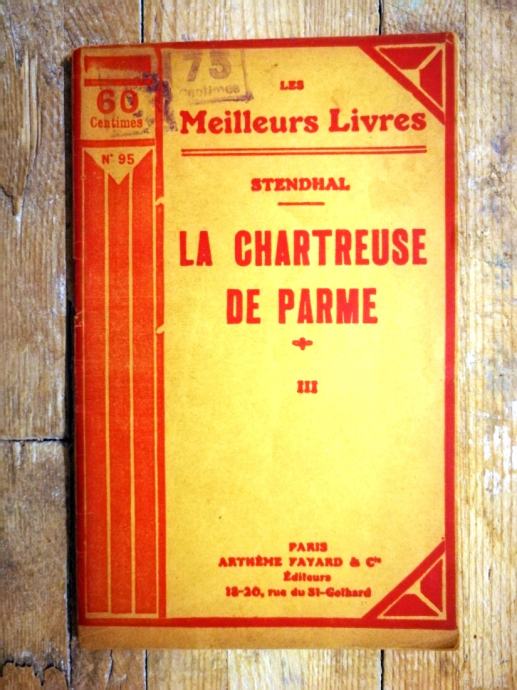 75
Centimes
60
Centimes
N° 95
LES
Meilleurs Livres
STENDHAL
LA CHARTREUSE
DE PARME
III
PARIS
ARTHÈME FAYARD & Cie
Éditeurs
18-20, rue du St-Gothard